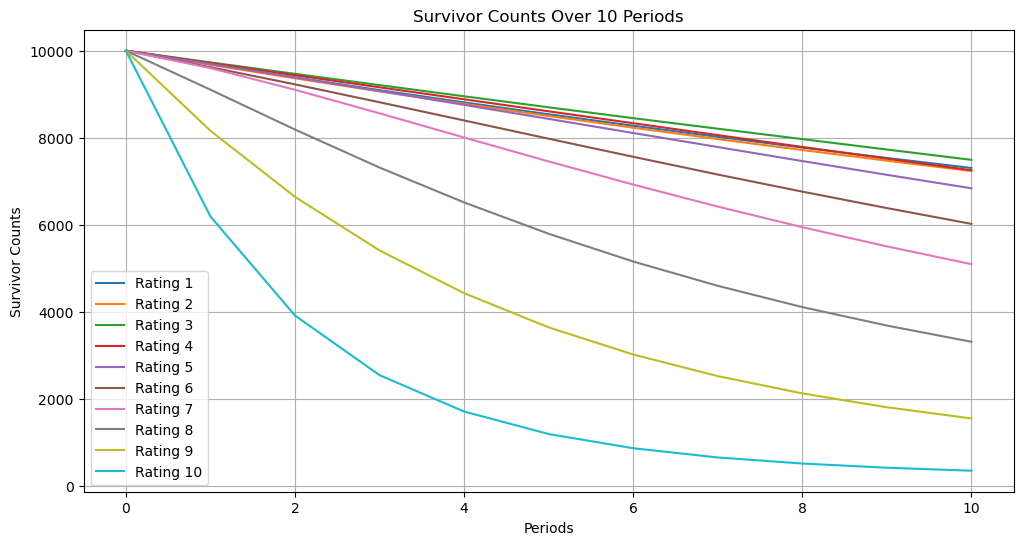 Survivor Counts Over 10 Periods
Survivor Counts
10000
8000
6000
4000
2000
0
Rating 1
Rating 2
Rating 3
Rating 4
Rating 5
Rating 6
Rating 7
Rating 8
Rating 9
Rating 10
0 2 4 6 8 10
Periods